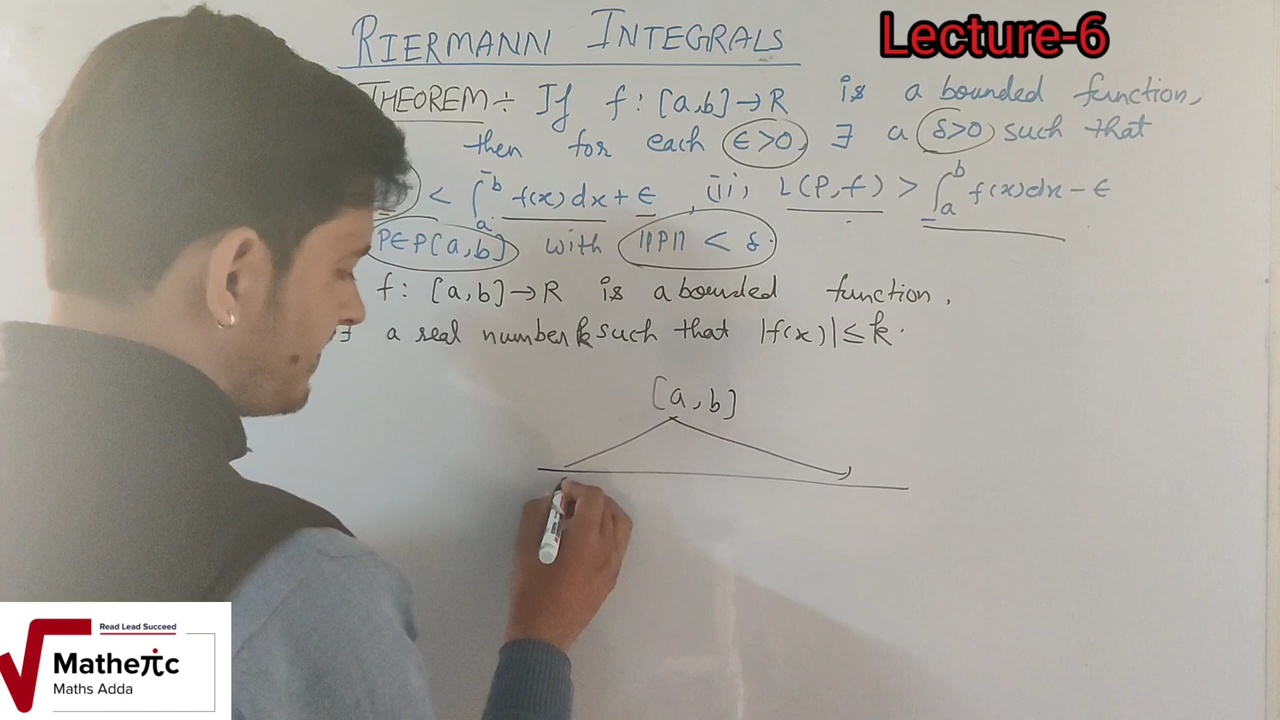 RIERMANN INTEGRALS
Lecture-6
THEOREM ÷ If f : [a,b] → R is a bounded function,
then for each ε>0, ∃ a δ>0 such that
< ∫ₐ⁻ᵇ f(x)dx + ε , (ii) L(P,f) > ∫ₐᵇ f(x)dx − ε
P∈P[a,b] with ||P|| < δ.
f : [a,b] → R is a bounded function.
∃ a real number k such that |f(x)| ≤ k.
[a,b]
Read Lead Succeed
Matheπc
Maths Adda